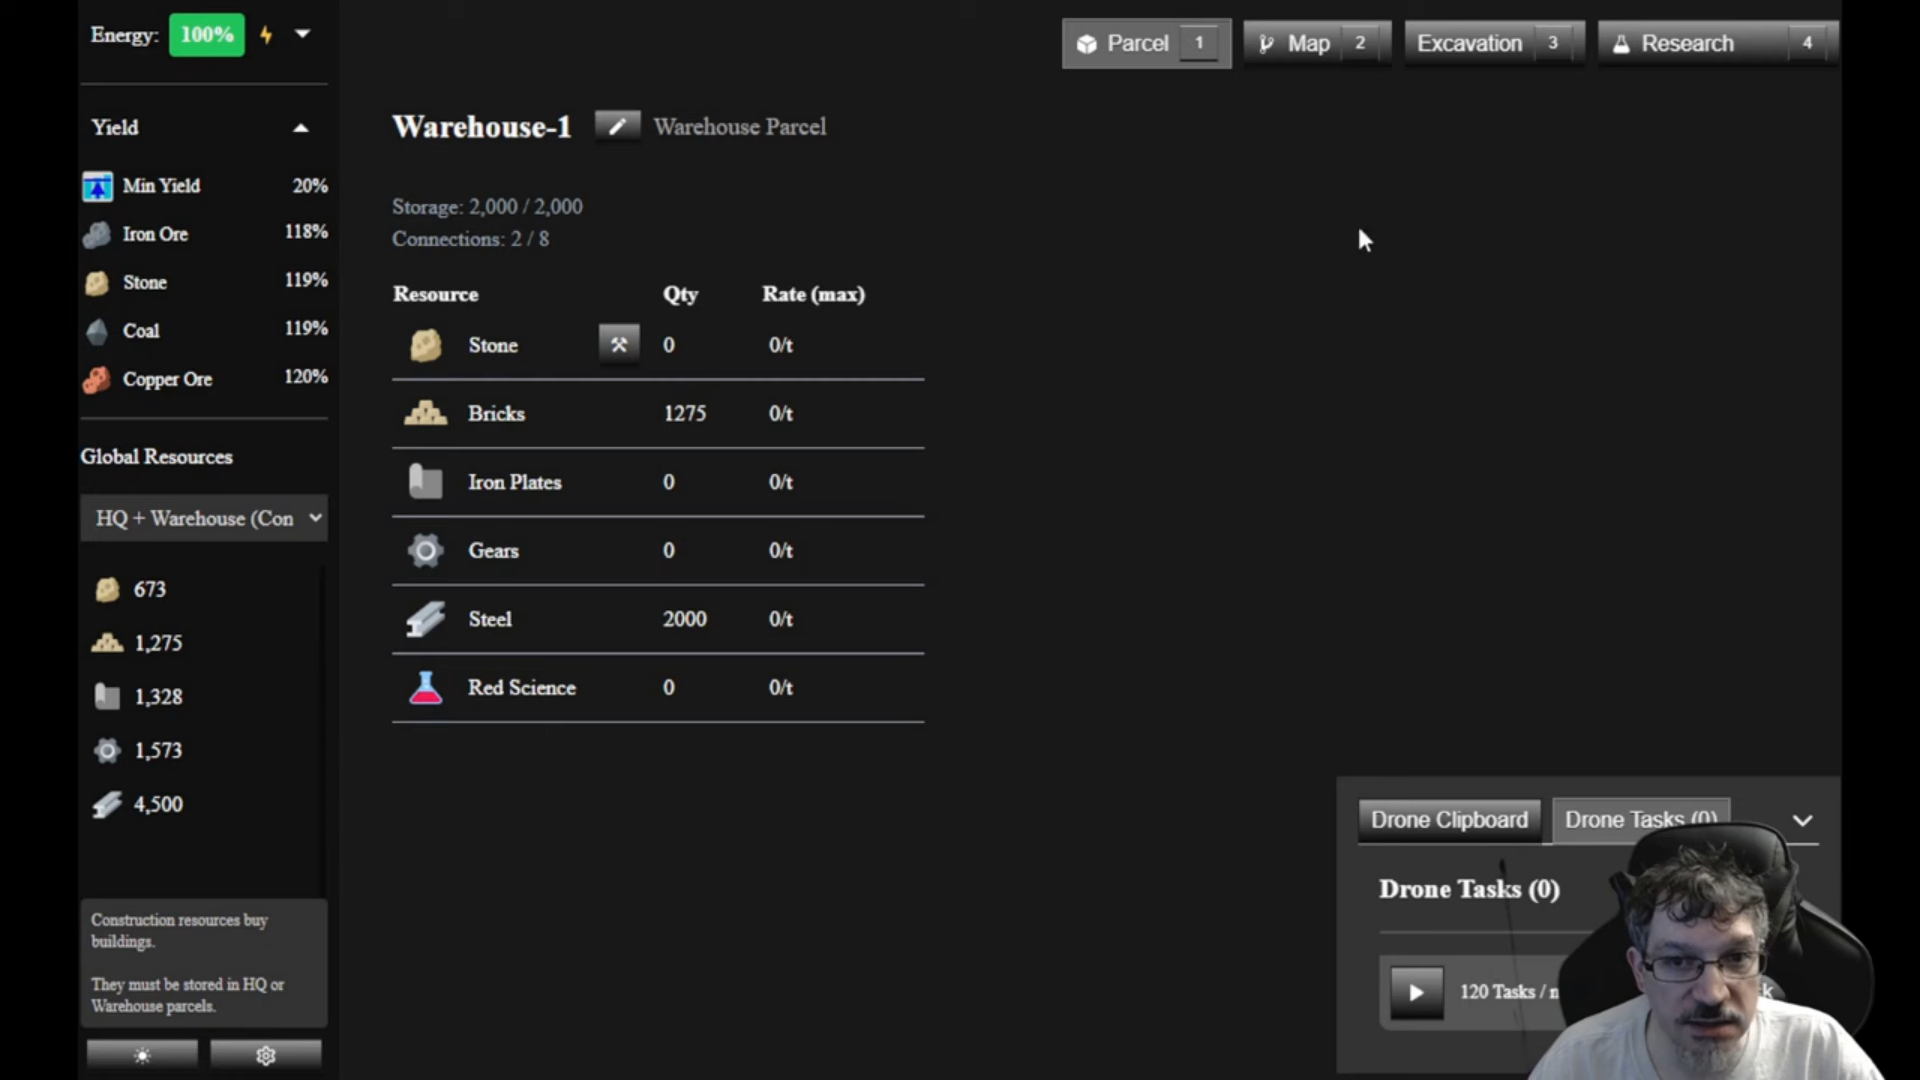 Energy: 100%
Parcel 1
Map 2
Excavation 3
Research 4
Yield
Min Yield 20%
Iron Ore 118%
Stone 119%
Coal 119%
Copper Ore 120%
Global Resources
HQ + Warehouse (Con
673
1,275
1,328
1,573
4,500
Construction resources buy
buildings.
They must be stored in HQ or
Warehouse parcels.
Warehouse-1 Warehouse Parcel
Storage: 2,000 / 2,000
Connections: 2 / 8
Resource Qty Rate (max)
Stone 0 0/t
Bricks 1275 0/t
Iron Plates 0 0/t
Gears 0 0/t
Steel 2000 0/t
Red Science 0 0/t
Drone Clipboard Drone Tasks (0)
Drone Tasks (0)
120 Tasks /